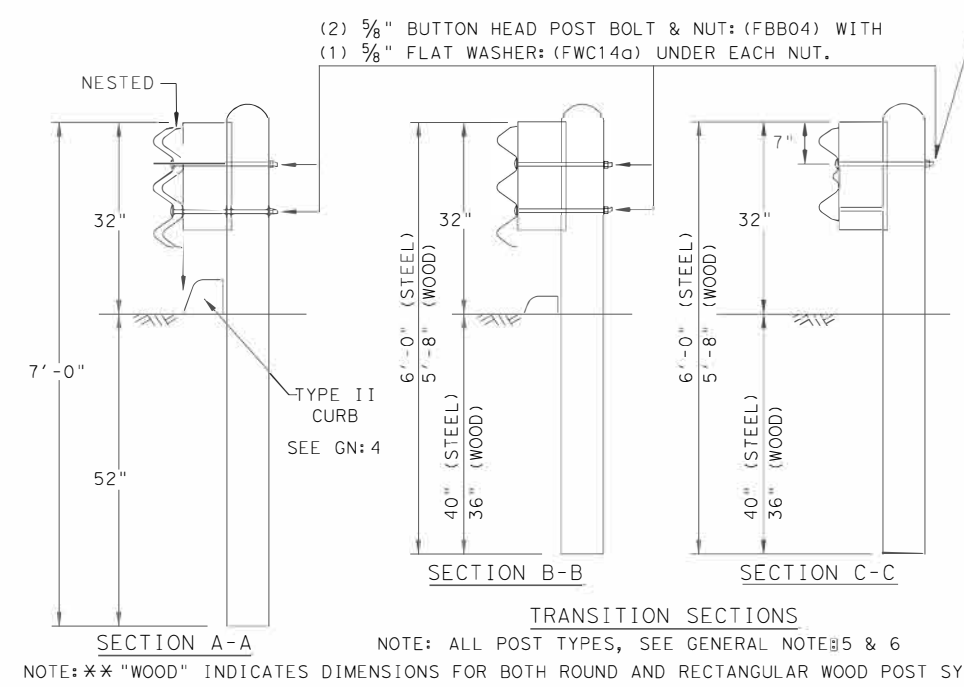 (2) ⅝" BUTTON HEAD POST BOLT & NUT: (FBB04) WITH
(1) ⅝" FLAT WASHER: (FWC14a) UNDER EACH NUT.
NESTED
32"
7'-0"
52"
TYPE II
CURB
SEE GN: 4
SECTION A-A
32"
6'-0" (STEEL)
5'-8" (WOOD)
40" (STEEL)
36" (WOOD)
SECTION B-B
7"
32"
6'-0" (STEEL)
5'-8" (WOOD)
40" (STEEL)
36" (WOOD)
SECTION C-C
TRANSITION SECTIONS
NOTE: ALL POST TYPES, SEE GENERAL NOTE 5 & 6
NOTE: ** "WOOD" INDICATES DIMENSIONS FOR BOTH ROUND AND RECTANGULAR WOOD POST SY